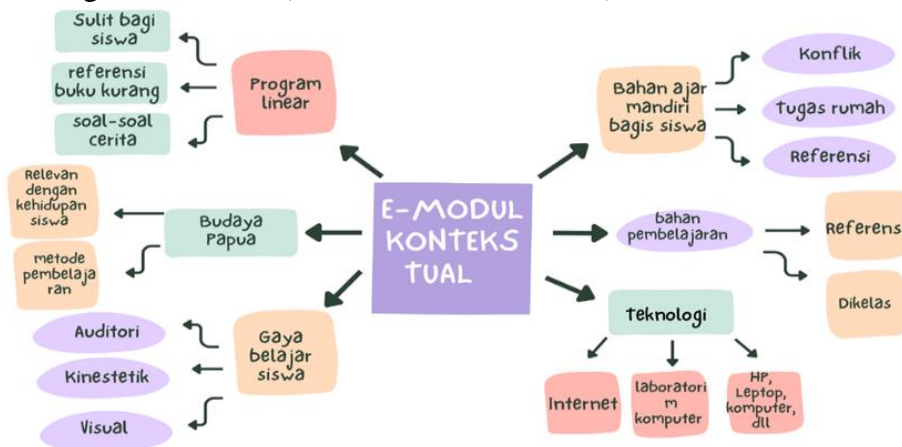 Sulit bagi
siswa
referensi
buku kurang
soal-soal
cerita
Program
linear
Relevan
dengan
kehidupan
siswa
metode
pembelaja
ran
Budaya
Papua
Auditori
Kinestetik
Visual
Gaya
belajar
siswa
E-MODUL
KONTEKS
TUAL
Bahan ajar
mandiri
bagis siswa
Konflik
Tugas rumah
Referensi
bahan
pembelajaran
Referens
Dikelas
Teknologi
Internet
laboratori
m
komputer
HP,
Leptop,
komputer,
dll